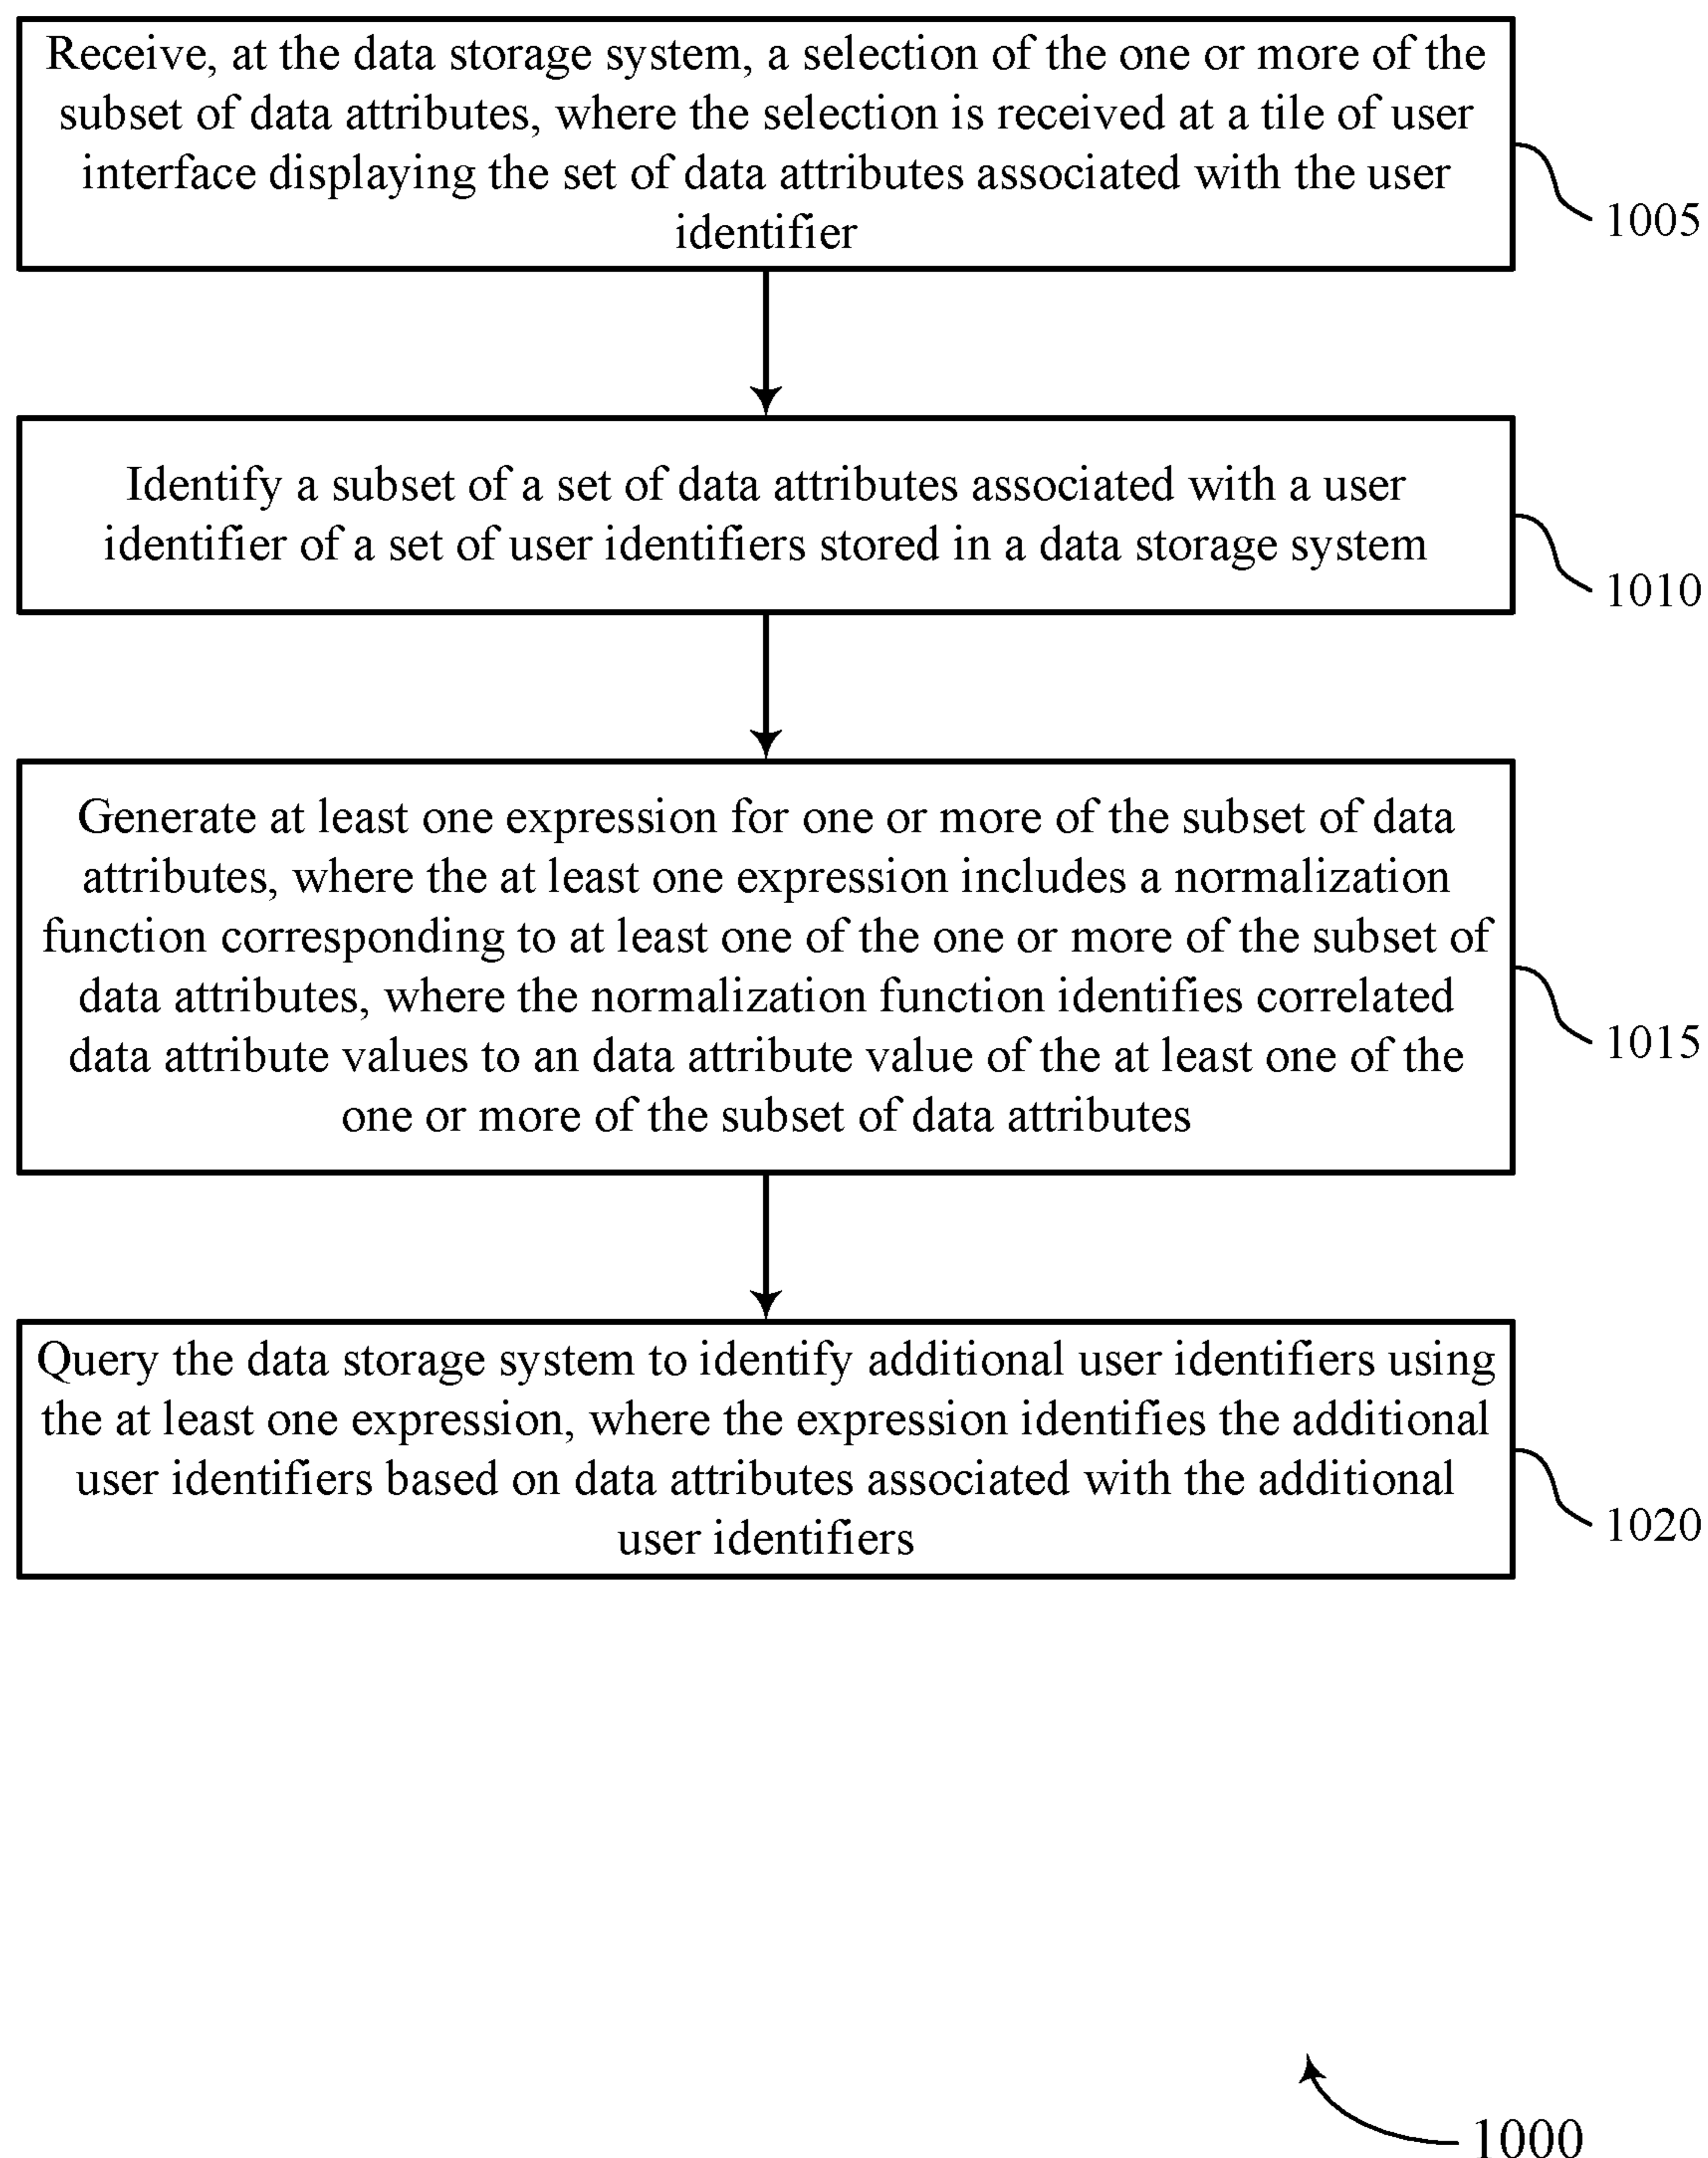 Receive, at the data storage system, a selection of the one or more of the
subset of data attributes, where the selection is received at a tile of user
interface displaying the set of data attributes associated with the user
identifier
1005
Identify a subset of a set of data attributes associated with a user
identifier of a set of user identifiers stored in a data storage system
1010
Generate at least one expression for one or more of the subset of data
attributes, where the at least one expression includes a normalization
function corresponding to at least one of the one or more of the subset of
data attributes, where the normalization function identifies correlated
data attribute values to an data attribute value of the at least one of the
one or more of the subset of data attributes
1015
Query the data storage system to identify additional user identifiers using
the at least one expression, where the expression identifies the additional
user identifiers based on data attributes associated with the additional
user identifiers
1020
1000